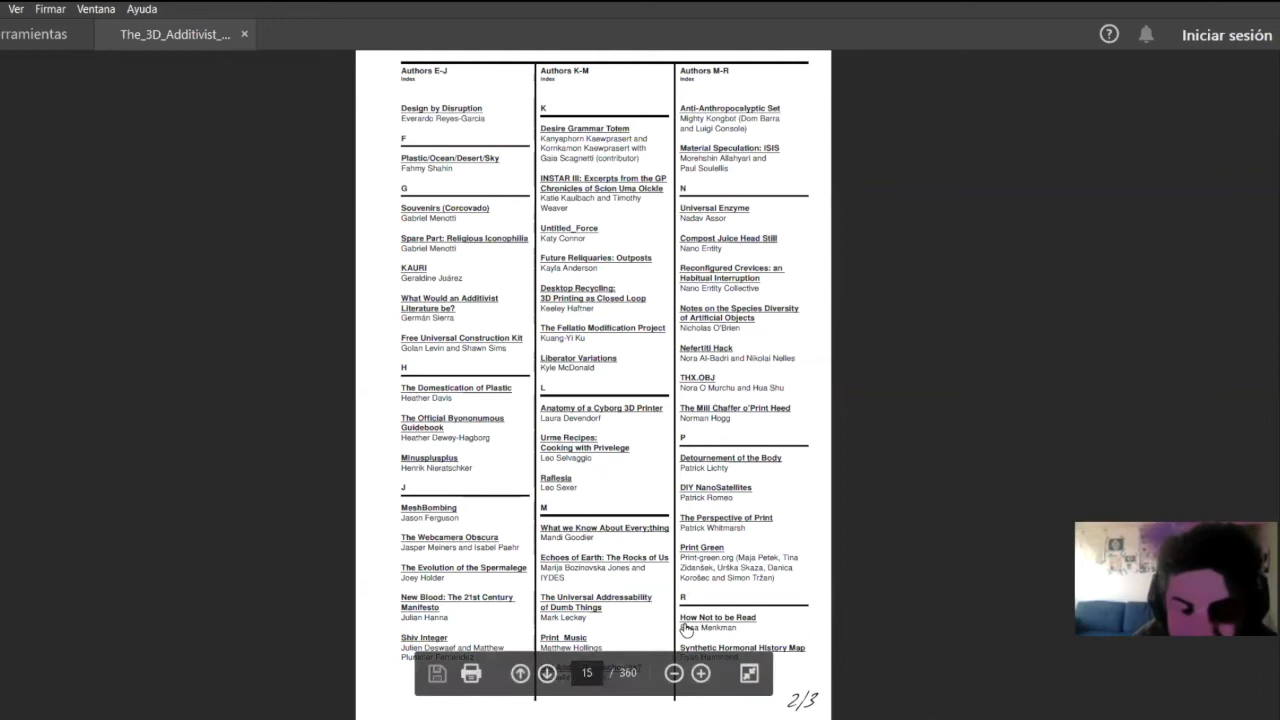 Ver Firmar Ventana Ayuda
rramientas
The_3D_Additivist_... ×
Iniciar sesión
Authors E-J
Index
Design by Disruption
Everardo Reyes-Garcia
F
Plastic/Ocean/Desert/Sky
Fahmy Shahin
G
Souvenirs (Corcovado)
Gabriel Menotti
Spare Part: Religious Iconophilia
Gabriel Menotti
KAURI
Geraldine Juárez
What Would an Additivist
Literature be?
Germán Sierra
Free Universal Construction Kit
Golan Levin and Shawn Sims
H
The Domestication of Plastic
Heather Davis
The Official Byononumous
Guidebook
Heather Dewey-Hagborg
Minusplusplus
Henrik Nieratschker
J
MeshBombing
Jason Ferguson
The Webcamera Obscura
Jasper Meiners and Isabel Paehr
The Evolution of the Spermalege
Joey Holder
New Blood: The 21st Century
Manifesto
Julian Hanna
Shiv Integer
Julien Deswaef and Matthew
Plummer Fernandez
Authors K-M
Index
K
Desire Grammar Totem
Kanyaphorn Kaewprasert and
Kornkamon Kaewprasert with
Gaia Scagnetti (contributor)
INSTAR III: Excerpts from the GP
Chronicles of Scion Uma Oickle
Katie Kaulbach and Timothy
Weaver
Untitled_Force
Katy Connor
Future Reliquaries: Outposts
Kayla Anderson
Desktop Recycling:
3D Printing as Closed Loop
Keeley Haftner
The Fellatio Modification Project
Kuang-Yi Ku
Liberator Variations
Kyle McDonald
L
Anatomy of a Cyborg 3D Printer
Laura Devendorf
Urme Recipes:
Cooking with Privelege
Leo Selvaggio
Raflesia
Leo Sexer
M
What we Know About Every;thing
Mandi Goodier
Echoes of Earth: The Rocks of Us
Marija Bozinovska Jones and
IYDES
The Universal Addressability
of Dumb Things
Mark Leckey
Print_Music
Matthew Hollings
Authors M-R
Index
Anti-Anthropocalyptic Set
Mighty Kongbot (Dom Barra
and Luigi Console)
Material Speculation: ISIS
Morehshin Allahyari and
Paul Soulellis
N
Universal Enzyme
Nadav Assor
Compost Juice Head Still
Nano Entity
Reconfigured Crevices: an
Habitual Interruption
Nano Entity Collective
Notes on the Species Diversity
of Artificial Objects
Nicholas O'Brien
Nefertiti Hack
Nora Al-Badri and Nikolai Nelles
THX.OBJ
Nora O Murchu and Hua Shu
The Mill Chaffer o'Print Heed
Norman Hogg
P
Detournement of the Body
Patrick Lichty
DIY NanoSatellites
Patrick Romeo
The Perspective of Print
Patrick Whitmarsh
Print Green
Print-green.org (Maja Petek, Tina
Zidanšek, Urška Skaza, Danica
Korošec and Simon Tržan)
R
How Not to be Read
Menkman
Synthetic Hormonal History Map
Ryan Hammond
15 / 360
2/3